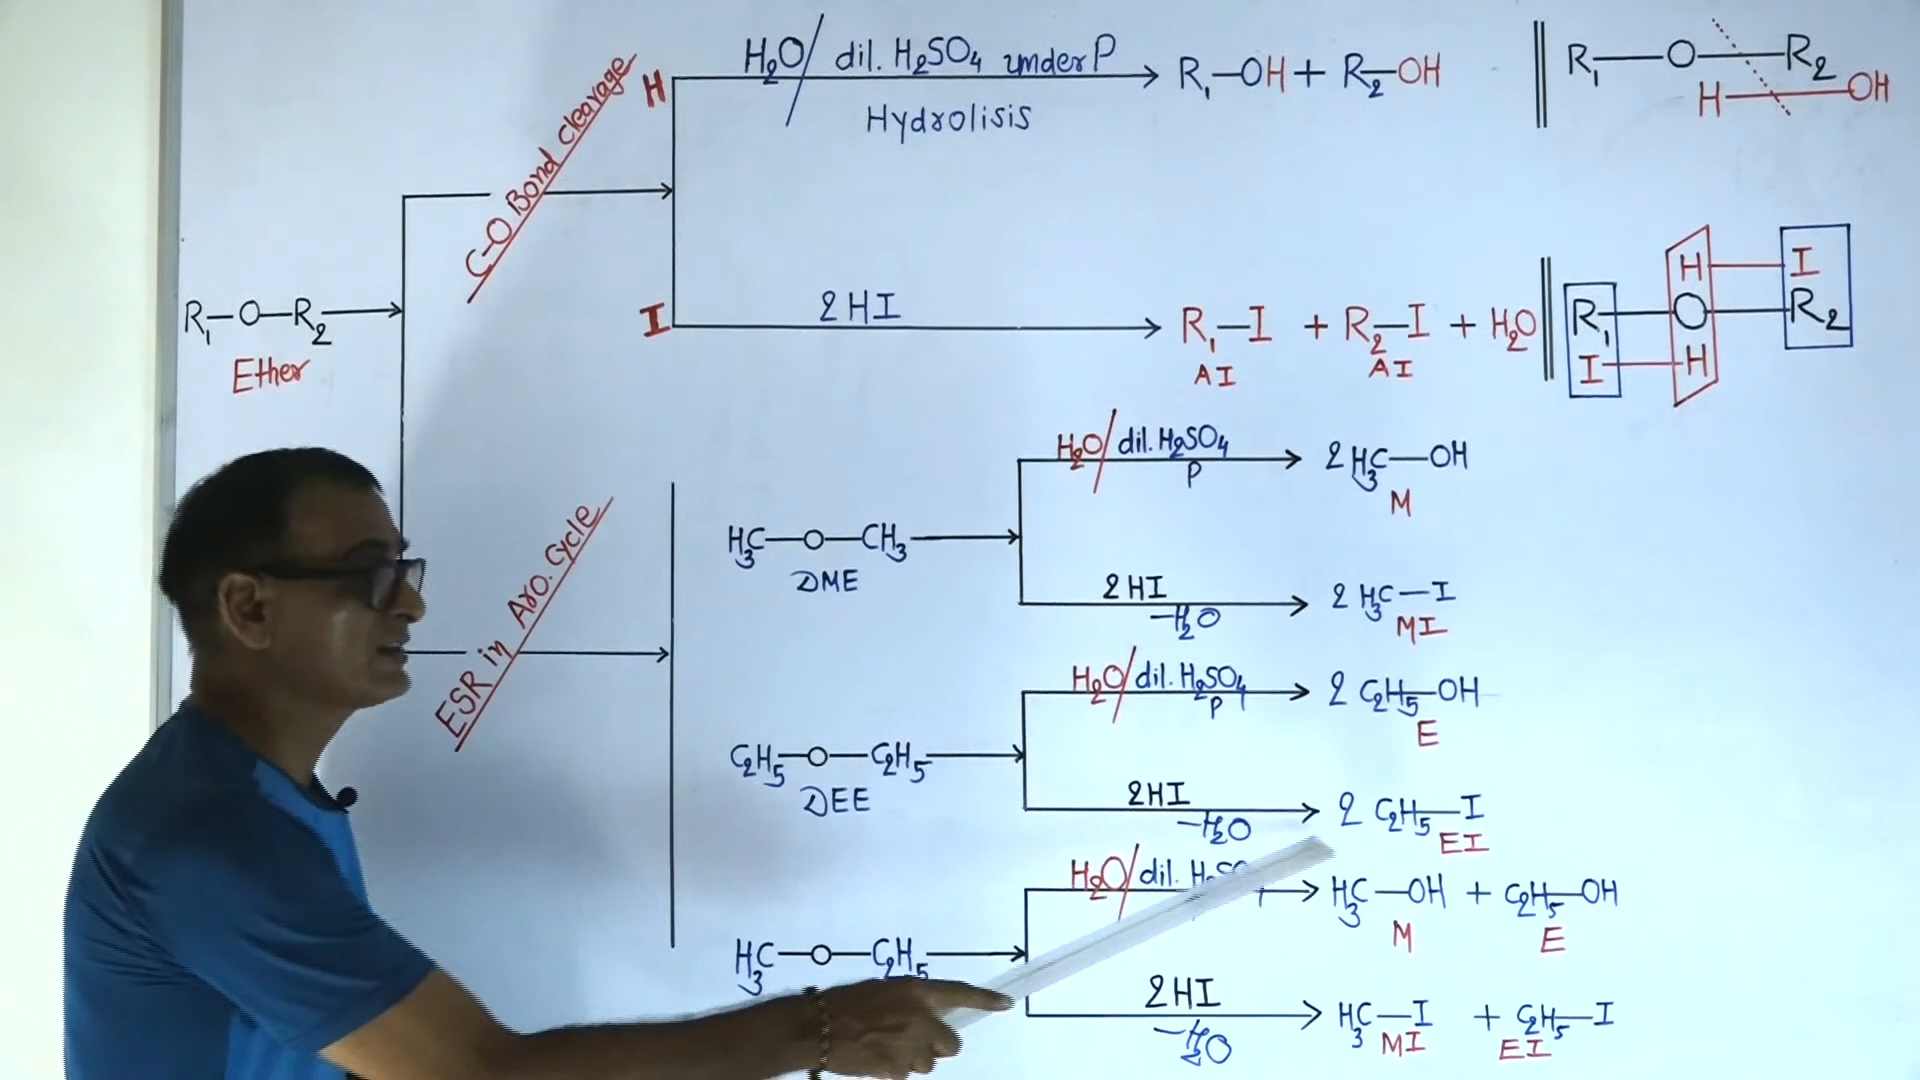 H₂O/ dil. H₂SO₄ under P
R₁—OH + R₂—OH
Hydrolisis
H
R₁—O—R₂
H—OH
C-O Bond Cleavage
R₁—O—R₂
Ether
I
2HI
R₁—I + R₂—I + H₂O
AI AI
H—I
R₁—O—R₂
I—H
ESR in Aro. Cycle
H₃C—O—CH₃
DME
H₂O/dil. H₂SO₄
P
2 H₃C—OH
M
2HI
-H₂O
2 H₃C—I
MI
C₂H₅—O—C₂H₅
DEE
H₂O/dil. H₂SO₄
P
2 C₂H₅—OH
E
2HI
-H₂O
2 C₂H₅—I
EI
H₃C—O—C₂H₅
H₂O/dil.
H₃C—OH + C₂H₅—OH
M E
2HI
-H₂O
H₃C—I + C₂H₅—I
MI EI